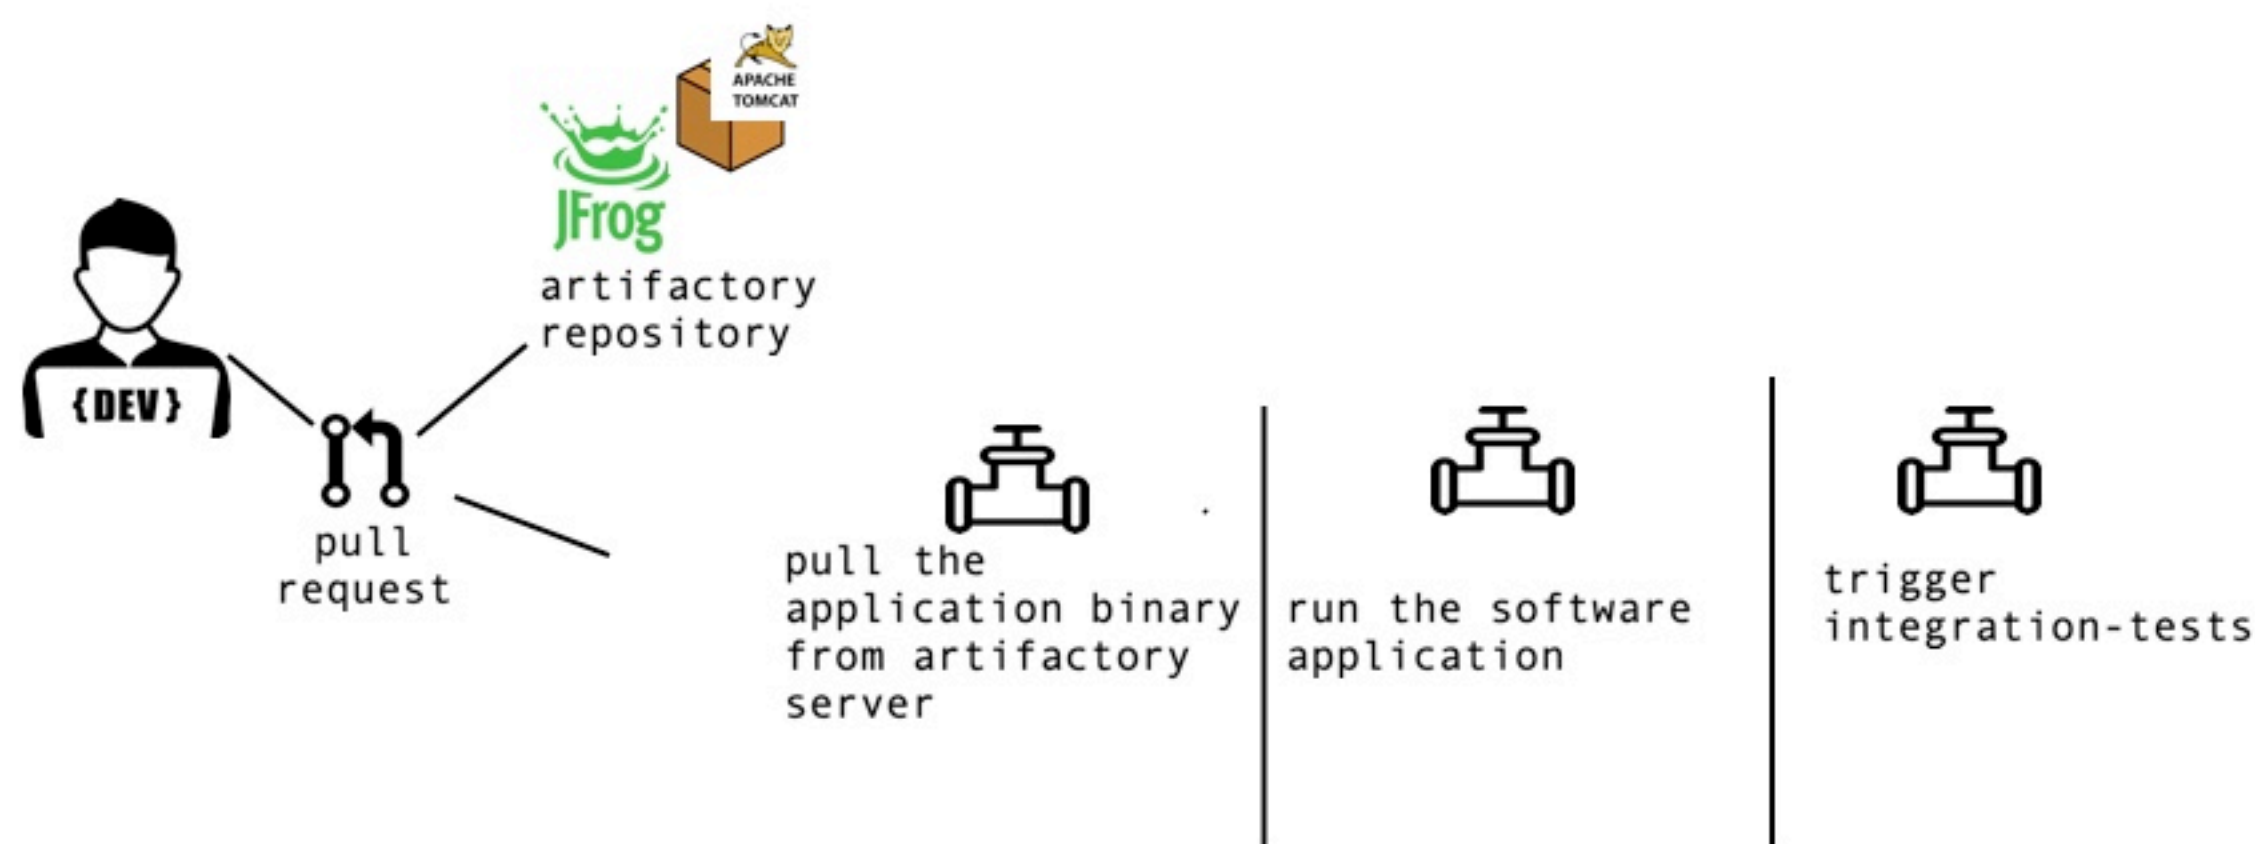 APACHE
TOMCAT
JFrog
artifactory
repository
{DEV}
pull
request
pull the
application binary
from artifactory
server
run the software
application
trigger
integration-tests